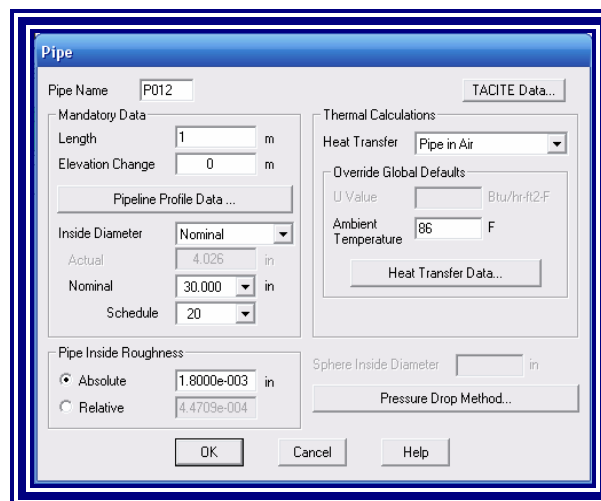 Pipe
Pipe Name P012 TACITE Data...
Mandatory Data
Length 1 m
Elevation Change 0 m
Pipeline Profile Data ...
Inside Diameter Nominal
Actual 4.026 in
Nominal 30.000 in
Schedule 20
Pipe Inside Roughness
Absolute 1.8000e-003 in
Relative 4.4709e-004
Thermal Calculations
Heat Transfer Pipe in Air
Override Global Defaults
U Value Btu/hr-ft2-F
Ambient
Temperature 86 F
Heat Transfer Data...
Sphere Inside Diameter in
Pressure Drop Method...
OK Cancel Help